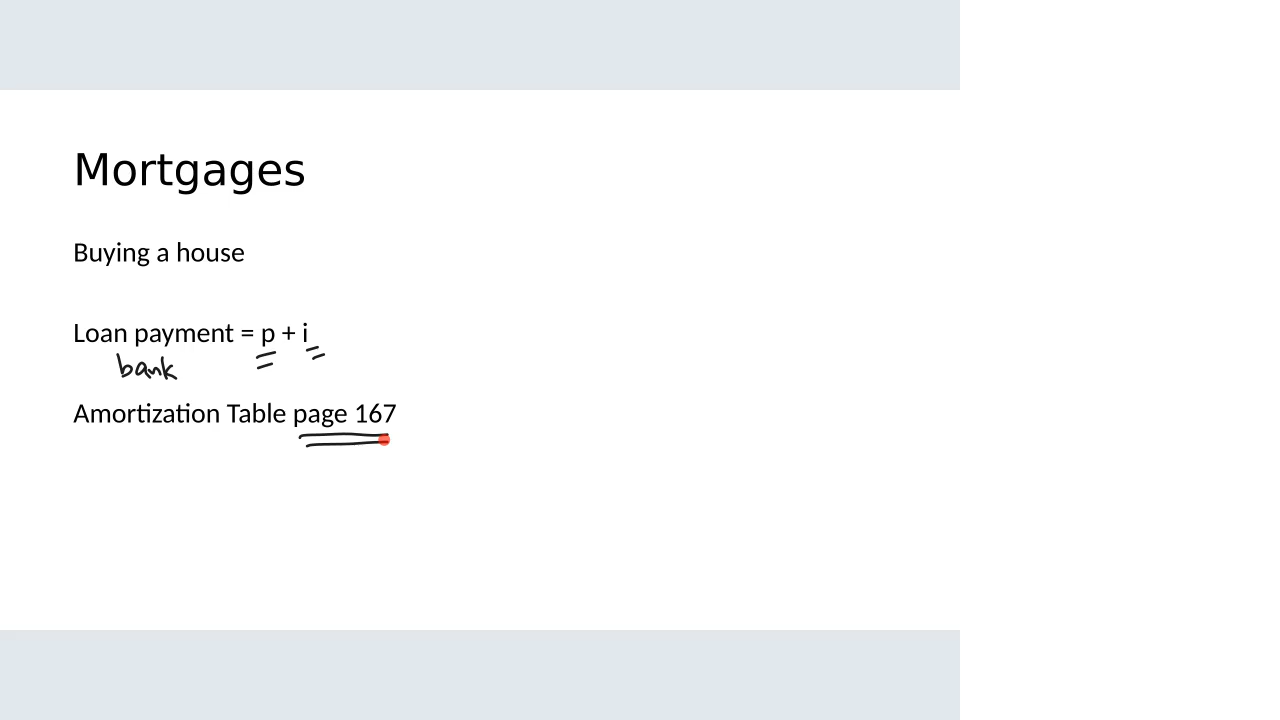 Mortgages
Buying a house
Loan payment = p + i
bank
Amortization Table page 167